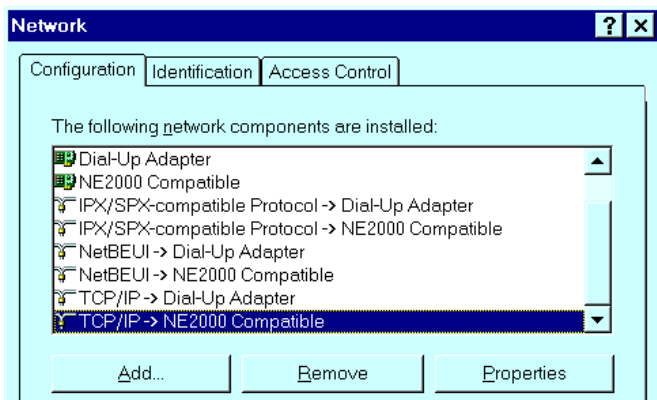 Network
Configuration Identification Access Control
The following network components are installed:
Dial-Up Adapter
NE2000 Compatible
IPX/SPX-compatible Protocol -> Dial-Up Adapter
IPX/SPX-compatible Protocol -> NE2000 Compatible
NetBEUI -> Dial-Up Adapter
NetBEUI -> NE2000 Compatible
TCP/IP -> Dial-Up Adapter
TCP/IP -> NE2000 Compatible
Add... Remove Properties